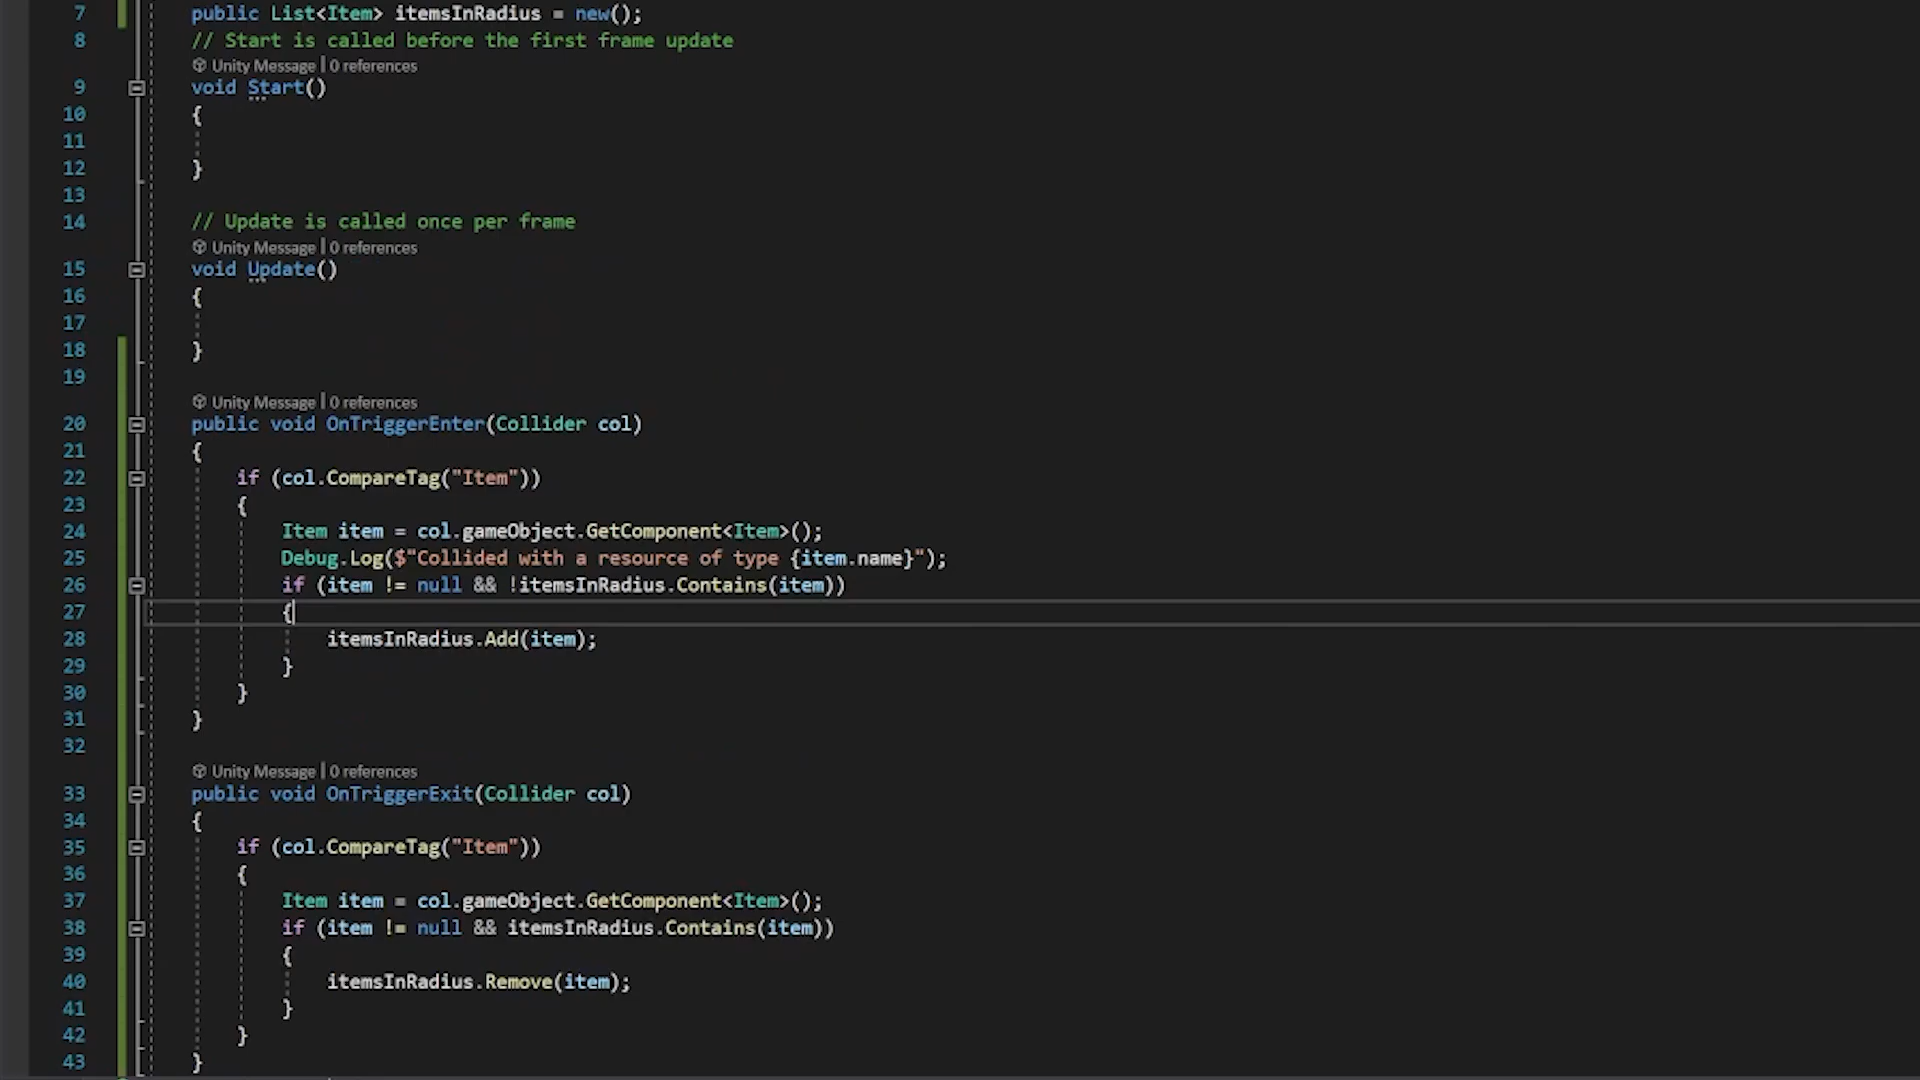 7 public List<Item> itemsInRadius = new();
8 // Start is called before the first frame update
Unity Message | 0 references
9 void Start()
10 {
11
12 }
13
14 // Update is called once per frame
Unity Message | 0 references
15 void Update()
16 {
17
18 }
19
Unity Message | 0 references
20 public void OnTriggerEnter(Collider col)
21 {
22 if (col.CompareTag("Item"))
23 {
24 Item item = col.gameObject.GetComponent<Item>();
25 Debug.Log($"Collided with a resource of type {item.name}");
26 if (item != null && !itemsInRadius.Contains(item))
27 {
28 itemsInRadius.Add(item);
29 }
30 }
31 }
32
Unity Message | 0 references
33 public void OnTriggerExit(Collider col)
34 {
35 if (col.CompareTag("Item"))
36 {
37 Item item = col.gameObject.GetComponent<Item>();
38 if (item != null && itemsInRadius.Contains(item))
39 {
40 itemsInRadius.Remove(item);
41 }
42 }
43 }